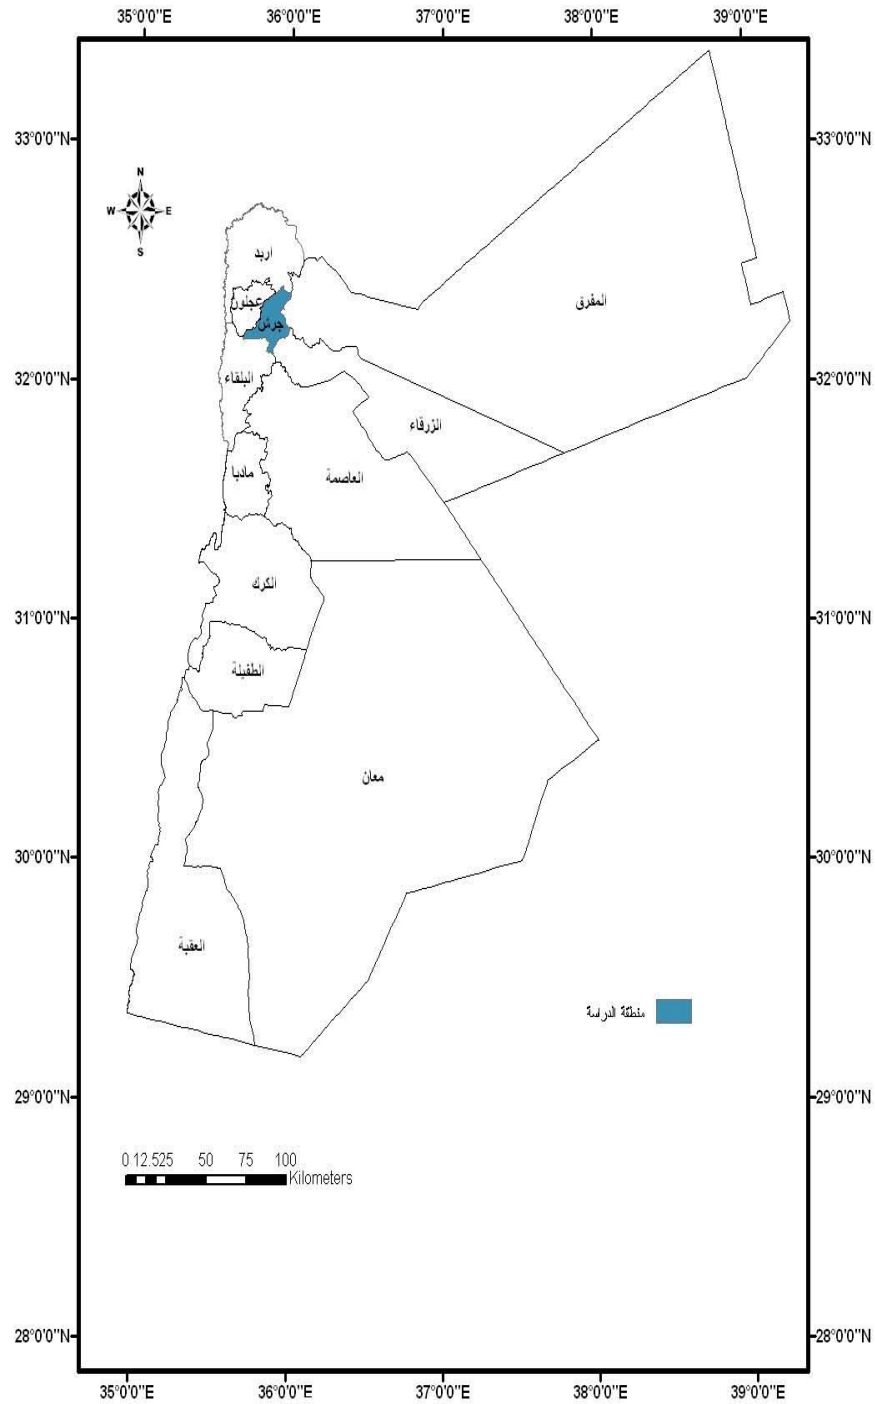 35°0'0"E 36°0'0"E 37°0'0"E 38°0'0"E 39°0'0"E
33°0'0"N 33°0'0"N
N
W E
S
اربد
عجلون
المفرق
جرش
32°0'0"N 32°0'0"N
البلقاء
الزرقاء
مادبا
العاصمة
الكرك
31°0'0"N 31°0'0"N
الطفيلة
معان
30°0'0"N 30°0'0"N
العقبة
منطقة الدراسة
29°0'0"N 29°0'0"N
0 12.525 50 75 100
Kilometers
28°0'0"N 28°0'0"N
35°0'0"E 36°0'0"E 37°0'0"E 38°0'0"E 39°0'0"E